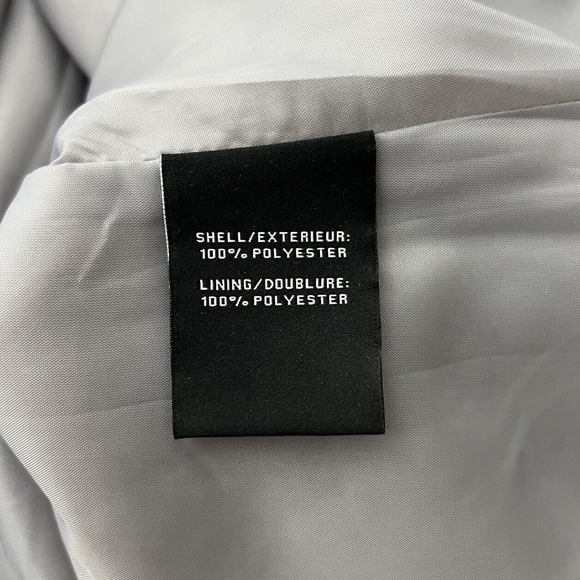 SHELL/EXTERIEUR:
100% POLYESTER
LINING/DOUBLURE:
100% POLYESTER